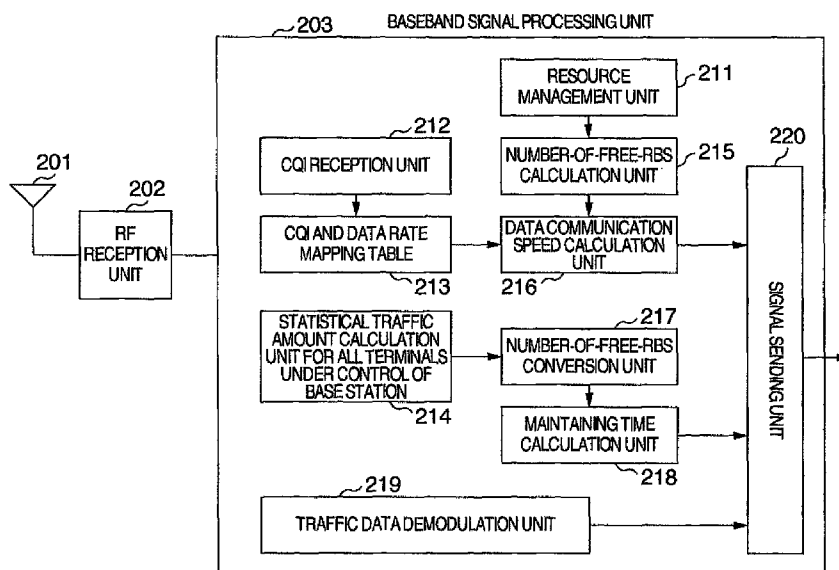 203
BASEBAND SIGNAL PROCESSING UNIT
RESOURCE
MANAGEMENT UNIT
211
212
CQI RECEPTION UNIT
NUMBER-OF-FREE-RBS
CALCULATION UNIT
215
220
201
202
RF
RECEPTION
UNIT
CQI AND DATA RATE
MAPPING TABLE
213
DATA COMMUNICATION
SPEED CALCULATION
UNIT
216
SIGNAL SENDING UNIT
STATISTICAL TRAFFIC
AMOUNT CALCULATION
UNIT FOR ALL TERMINALS
UNDER CONTROL OF
BASE STATION
214
217
NUMBER-OF-FREE-RBS
CONVERSION UNIT
MAINTAINING TIME
CALCULATION UNIT
218
219
TRAFFIC DATA DEMODULATION UNIT